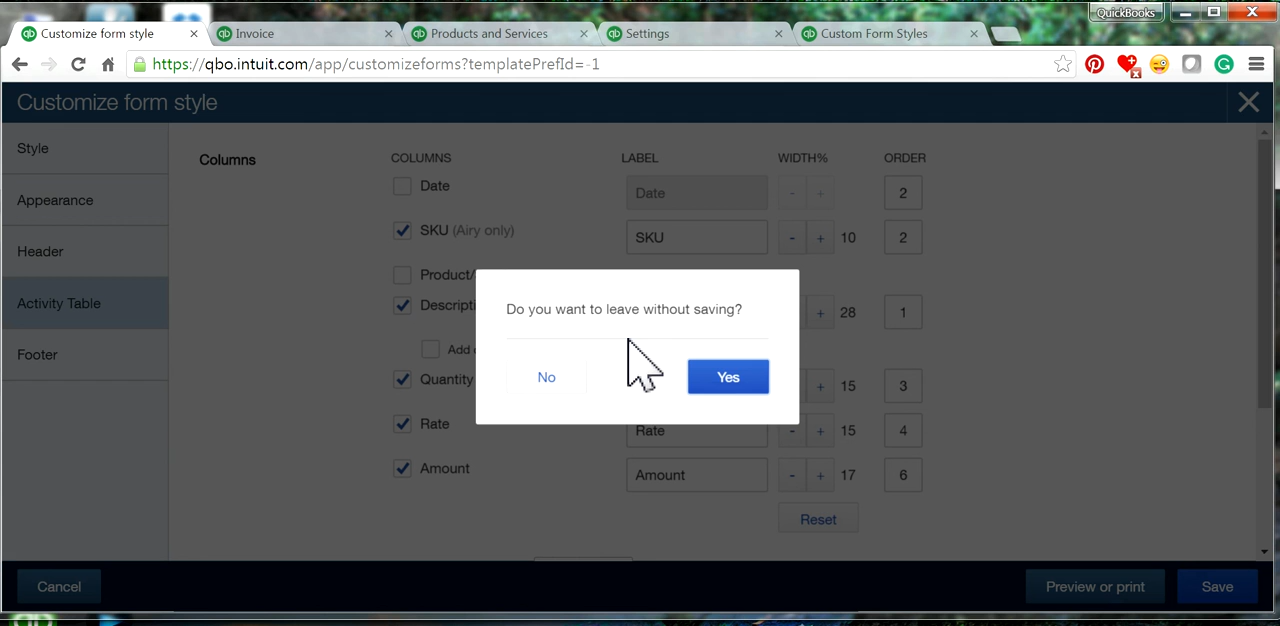 QuickBooks
Customize form style
Invoice
Products and Services
Settings
Custom Form Styles
https://qbo.intuit.com/app/customizeforms?templatePrefId=-1
Customize form style
Style
Appearance
Header
Activity Table
Footer
Columns
COLUMNS LABEL WIDTH% ORDER
Date Date - + 2
SKU (Airy only) SKU - + 10 2
Product/
Descripti + 28 1
Add
Quantity + 15 3
Rate Rate - + 15 4
Amount Amount - + 17 6
Reset
Do you want to leave without saving?
No Yes
Cancel Preview or print Save